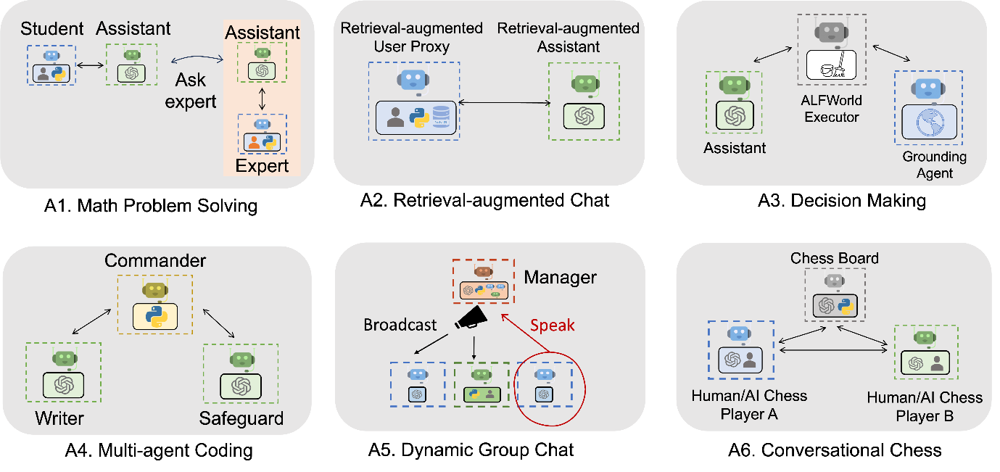 Student
Assistant
Assistant
Ask
expert
Expert
A1. Math Problem Solving
Retrieval-augmented
User Proxy
Retrieval-augmented
Assistant
A2. Retrieval-augmented Chat
ALFWorld
Executor
Assistant
Grounding
Agent
A3. Decision Making
Commander
Writer
Safeguard
A4. Multi-agent Coding
Manager
Broadcast
Speak
A5. Dynamic Group Chat
Chess Board
Human/AI Chess
Player A
Human/AI Chess
Player B
A6. Conversational Chess